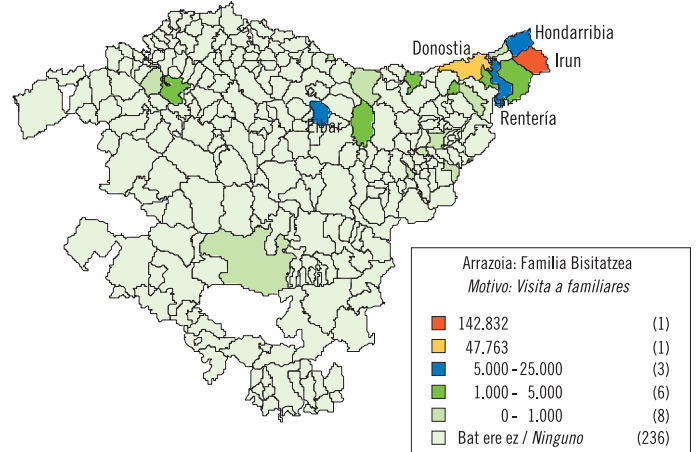 Hondarribia
Donostia
Irun
Rentería
Eibar
Arrazoia: Familia Bisitatzea
Motivo: Visita a familiares
142.832 (1)
47.763 (1)
5.000 - 25.000 (3)
1.000 - 5.000 (6)
0 - 1.000 (8)
Bat ere ez / Ninguno (236)